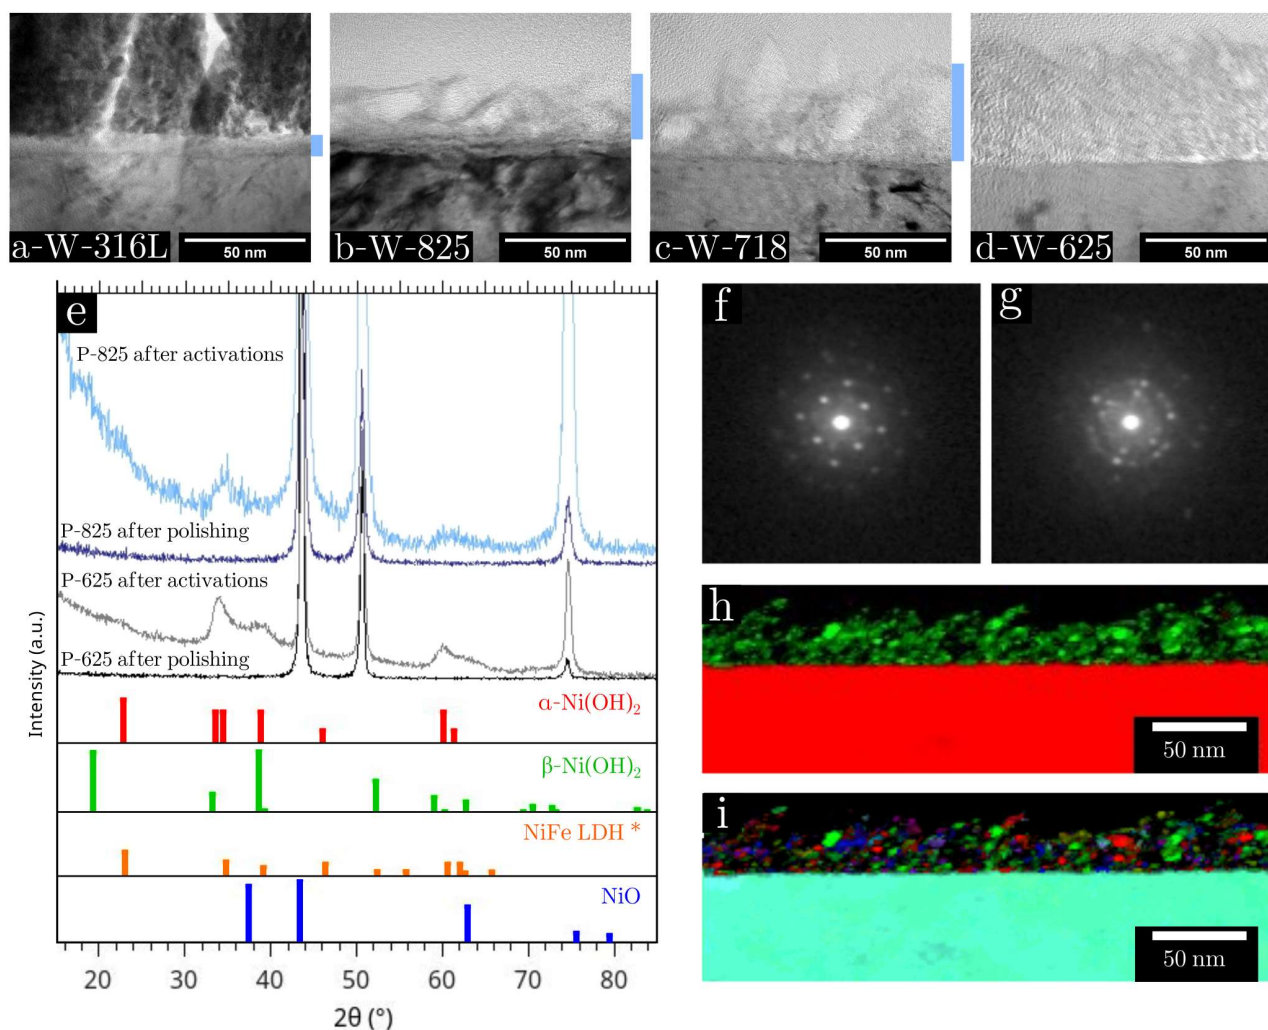 a-W-316L
50 nm
b-W-825
50 nm
c-W-718
50 nm
d-W-625
50 nm
e
P-825 after activations
P-825 after polishing
P-625 after activations
P-625 after polishing
Intensity (a.u.)
α-Ni(OH)₂
β-Ni(OH)₂
NiFe LDH *
NiO
20 30 40 50 60 70 80
2θ (°)
f
g
h
50 nm
i
50 nm